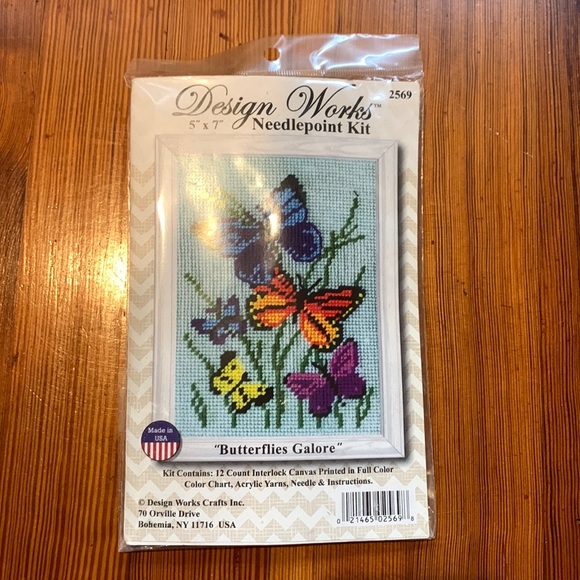 Design Works™
2569
5" x 7" Needlepoint Kit
Made in
USA
"Butterflies Galore"
Kit Contains: 12 Count Interlock Canvas Printed in Full Color
Color Chart, Acrylic Yarns, Needle & Instructions.
© Design Works Crafts Inc.
70 Orville Drive
Bohemia, NY 11716 USA
0 21465 02569 8